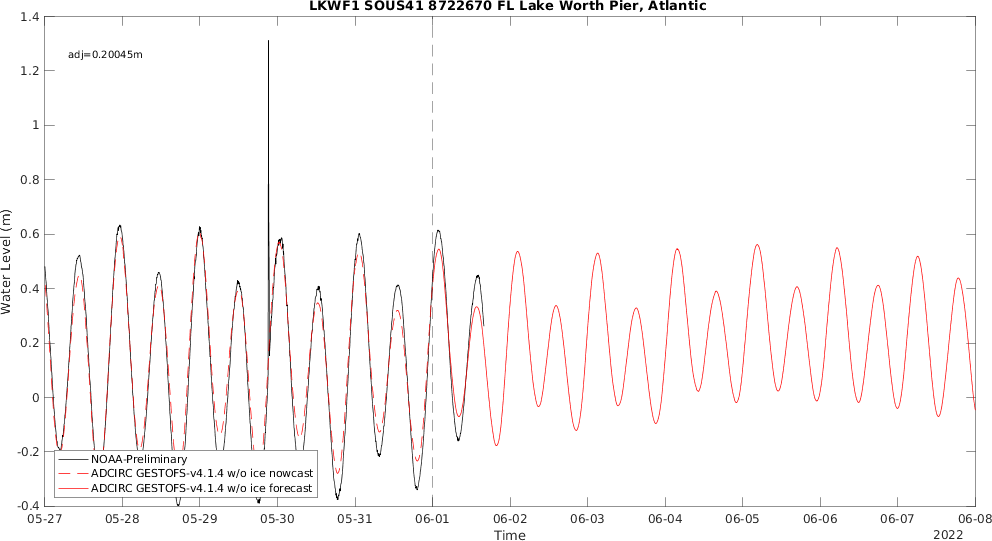 LKWF1 SOUS41 8722670 FL Lake Worth Pier, Atlantic
1.4
adj=0.20045m
1.2
1
0.8
0.6
0.4
0.2
0
-0.2
-0.4
Water Level (m)
NOAA-Preliminary
ADCIRC GESTOFS-v4.1.4 w/o ice nowcast
ADCIRC GESTOFS-v4.1.4 w/o ice forecast
05-27 05-28 05-29 05-30 05-31 06-01 06-02 06-03 06-04 06-05 06-06 06-07 06-08
Time
2022